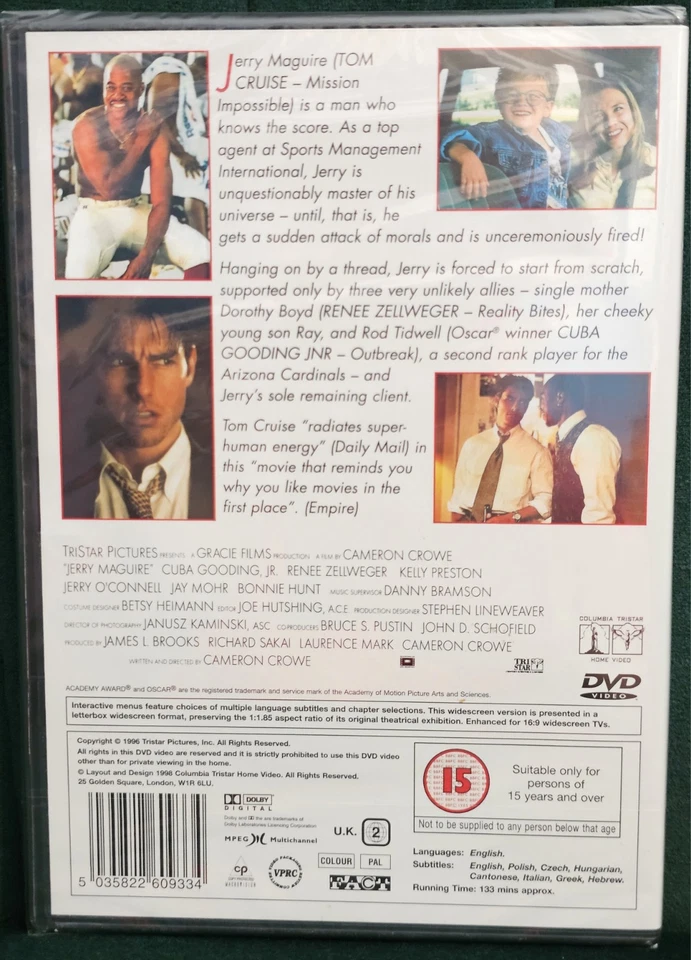 Jerry Maguire (TOM
CRUISE – Mission
Impossible) is a man who
knows the score. As a top
agent at Sports Management
International, Jerry is
unquestionably master of his
universe – until, that is, he
gets a sudden attack of morals and is unceremoniously fired!
Hanging on by a thread, Jerry is forced to start from scratch,
supported only by three very unlikely allies – single mother
Dorothy Boyd (RENEE ZELLWEGER – Reality Bites), her cheeky
young son Ray, and Rod Tidwell (Oscar® winner CUBA
GOODING JNR – Outbreak), a second rank player for the
Arizona Cardinals – and
Jerry's sole remaining client.
Tom Cruise "radiates super-
human energy" (Daily Mail) in
this "movie that reminds you
why you like movies in the
first place". (Empire)
TRISTAR PICTURES PRESENTS A GRACIE FILMS PRODUCTION A FILM BY CAMERON CROWE
"JERRY MAGUIRE" CUBA GOODING, JR. RENEE ZELLWEGER KELLY PRESTON
JERRY O'CONNELL JAY MOHR BONNIE HUNT MUSIC SUPERVISOR DANNY BRAMSON
COSTUME DESIGNER BETSY HEIMANN EDITOR JOE HUTSHING, A.C.E. PRODUCTION DESIGNER STEPHEN LINEWEAVER
DIRECTOR OF PHOTOGRAPHY JANUSZ KAMINSKI, ASC CO-PRODUCERS BRUCE S. PUSTIN JOHN D. SCHOFIELD
PRODUCED BY JAMES L. BROOKS RICHARD SAKAI LAURENCE MARK CAMERON CROWE
WRITTEN AND DIRECTED BY CAMERON CROWE
TRI STAR
COLUMBIA TRISTAR
HOME VIDEO
DVD
VIDEO
ACADEMY AWARD® and OSCAR® are the registered trademark and service mark of the Academy of Motion Picture Arts and Sciences.
Interactive menus feature choices of multiple language subtitles and chapter selections. This widescreen version is presented in a
letterbox widescreen format, preserving the 1:1.85 aspect ratio of its original theatrical exhibition. Enhanced for 16:9 widescreen TVs.
Copyright © 1996 Tristar Pictures, Inc. All Rights Reserved.
All rights in this DVD video are reserved and it is strictly prohibited to use this DVD video
other than for private viewing in the home.
© Layout and Design 1998 Columbia Tristar Home Video. All Rights Reserved.
25 Golden Square, London, W1R 6LU.
15
Suitable only for
persons of
15 years and over
Not to be supplied to any person below that age
DOLBY
DIGITAL
Dolby and the are trademarks of
Dolby Laboratories Licensing Corporation
MPEG Multichannel
U.K. 2
COLOUR PAL
cp
VPRC
FACT
5 035822 609334
Languages: English.
Subtitles: English, Polish, Czech, Hungarian,
Cantonese, Italian, Greek, Hebrew.
Running Time: 133 mins approx.